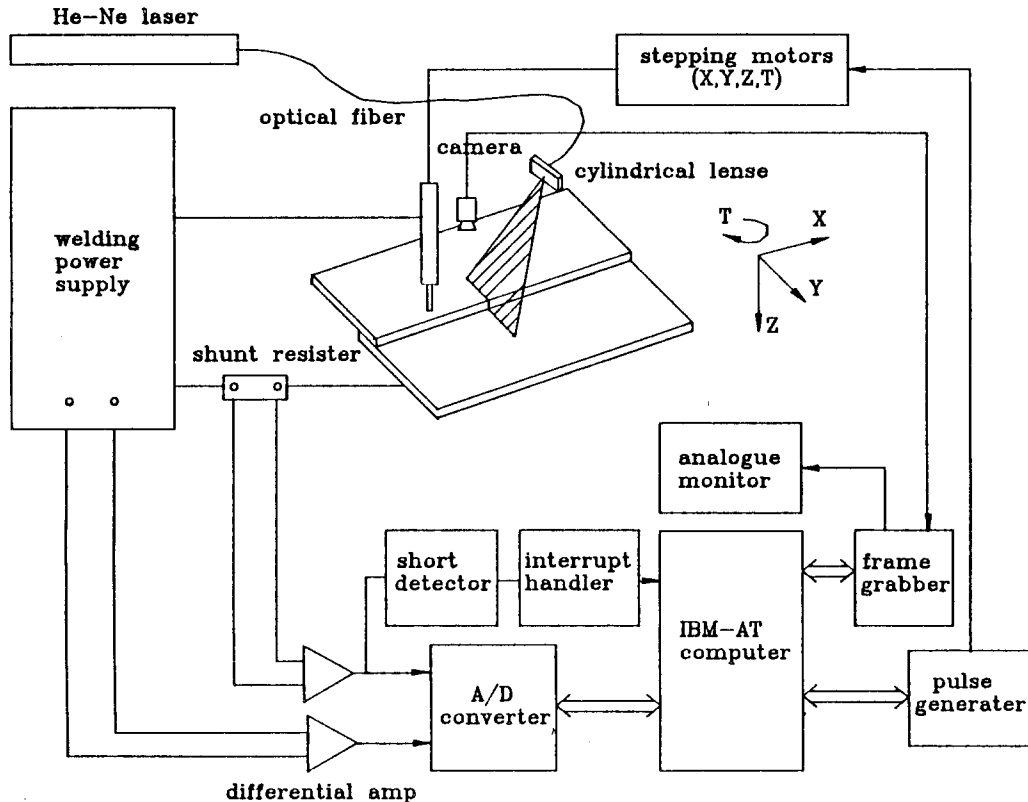 He-Ne laser
stepping motors
(X,Y,Z,T)
optical fiber
camera
cylindrical lense
welding
power
supply
T
X
Y
Z
shunt resister
analogue
monitor
short
detector
interrupt
handler
frame
grabber
IBM-AT
computer
A/D
converter
pulse
generater
differential amp